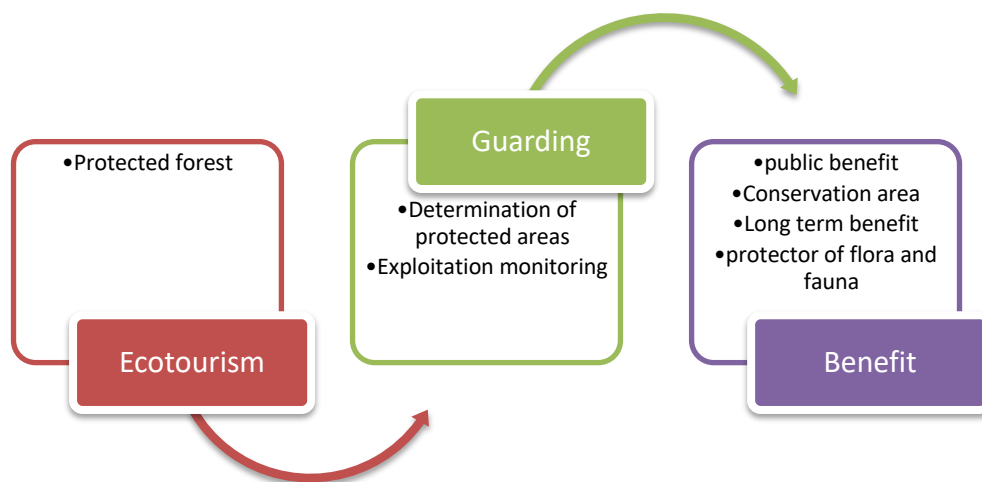 •Protected forest
Ecotourism
Guarding
•Determination of
protected areas
•Exploitation monitoring
•public benefit
•Conservation area
•Long term benefit
•protector of flora and
fauna
Benefit